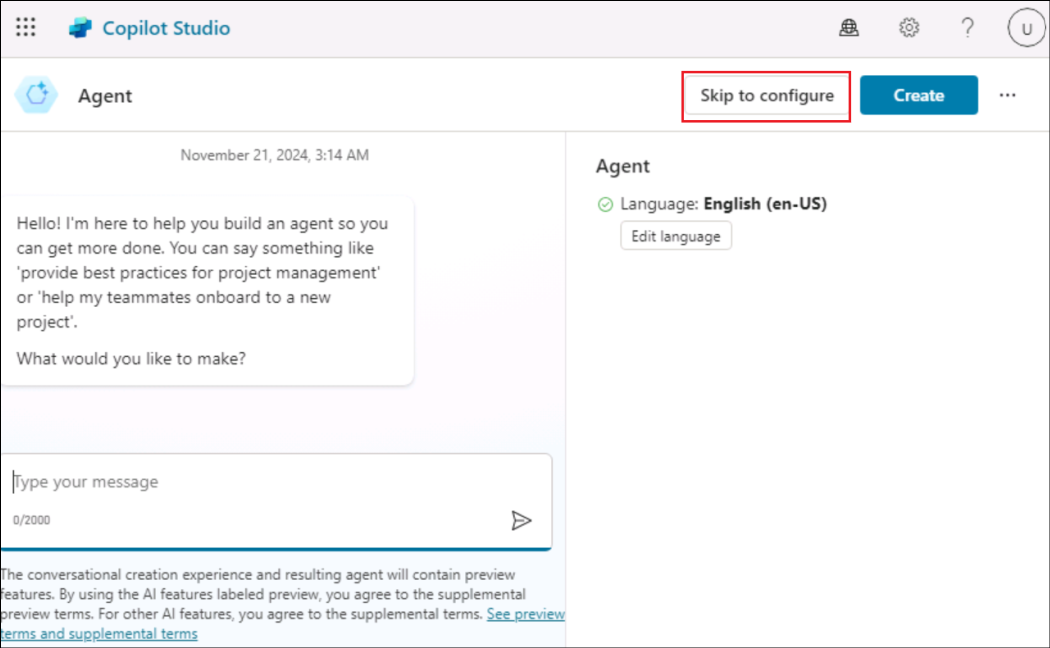 Copilot Studio
?
U
Agent
Skip to configure
Create
...
November 21, 2024, 3:14 AM
Hello! I'm here to help you build an agent so you
can get more done. You can say something like
'provide best practices for project management'
or 'help my teammates onboard to a new
project'.
What would you like to make?
Type your message
0/2000
The conversational creation experience and resulting agent will contain preview
features. By using the AI features labeled preview, you agree to the supplemental
preview terms. For other AI features, you agree to the supplemental terms. See preview
terms and supplemental terms
Agent
Language: English (en-US)
Edit language